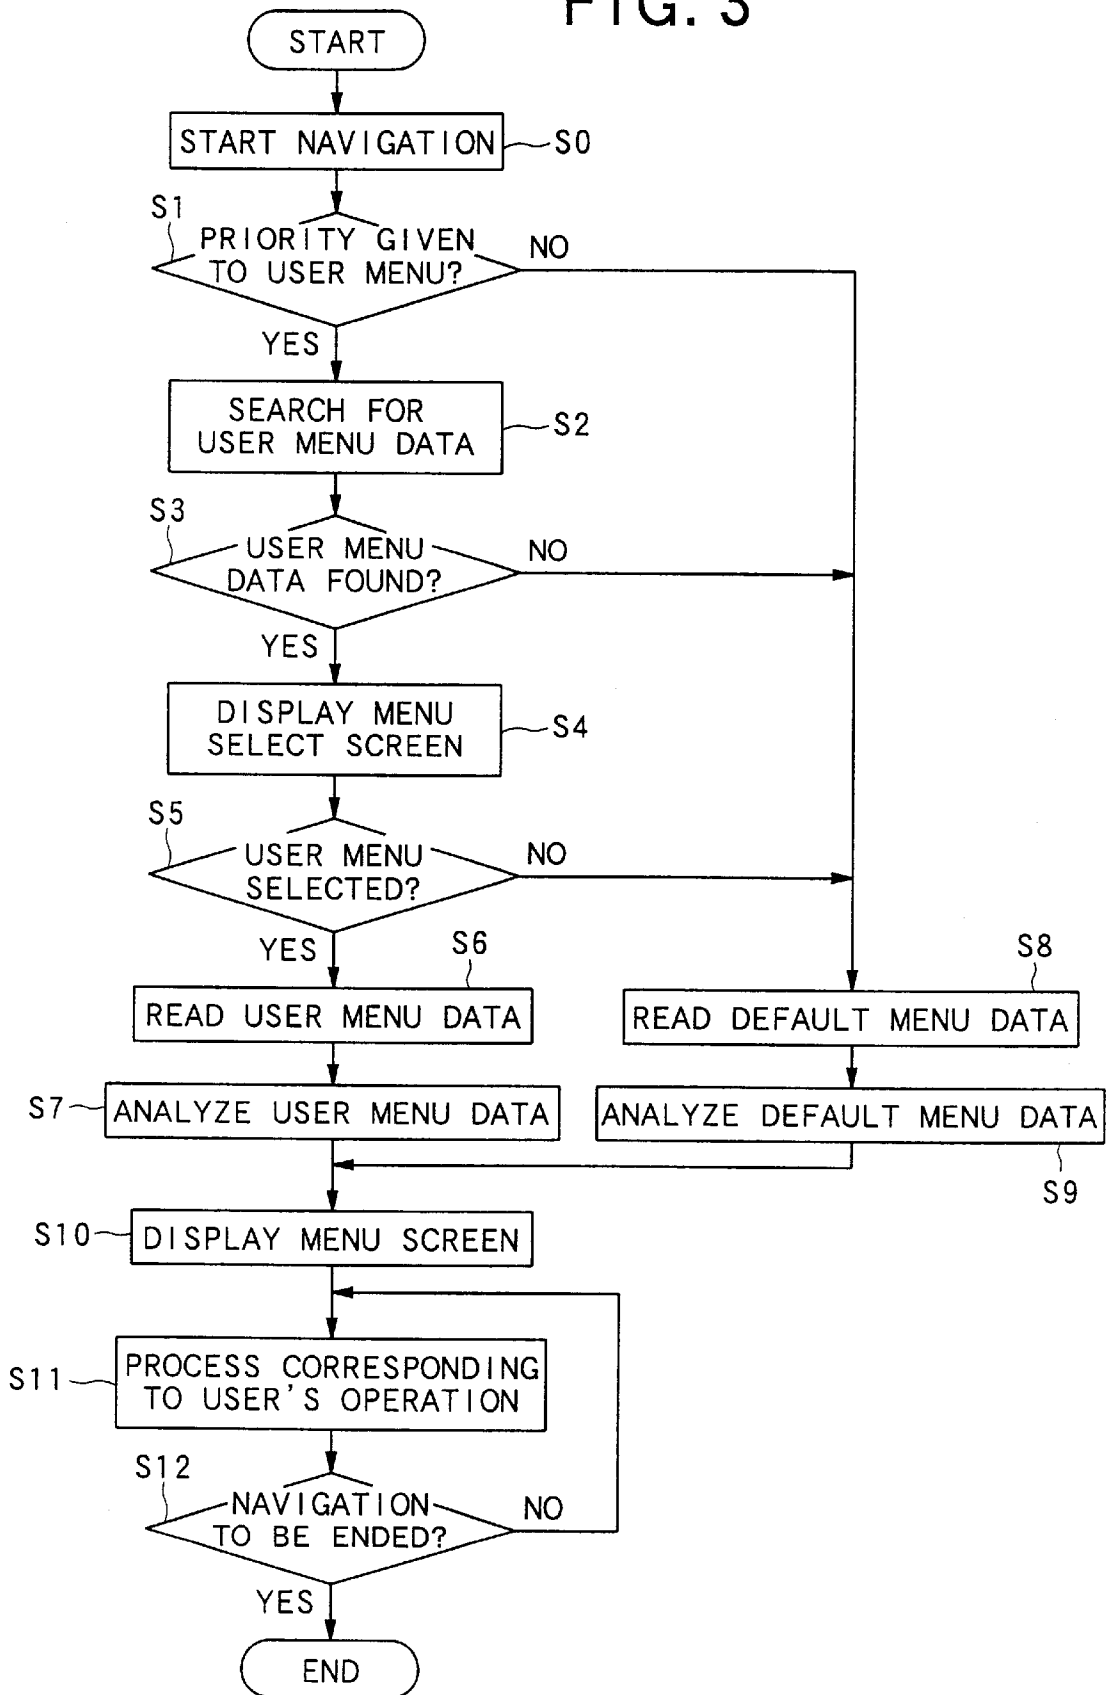 FIG. 3
START
START NAVIGATION
S0
S1
PRIORITY GIVEN
TO USER MENU?
NO
YES
SEARCH FOR
USER MENU DATA
S2
S3
USER MENU
DATA FOUND?
NO
YES
DISPLAY MENU
SELECT SCREEN
S4
S5
USER MENU
SELECTED?
NO
YES
S6
READ USER MENU DATA
S8
READ DEFAULT MENU DATA
S7
ANALYZE USER MENU DATA
ANALYZE DEFAULT MENU DATA
S9
S10
DISPLAY MENU SCREEN
S11
PROCESS CORRESPONDING
TO USER'S OPERATION
S12
NAVIGATION
TO BE ENDED?
NO
YES
END